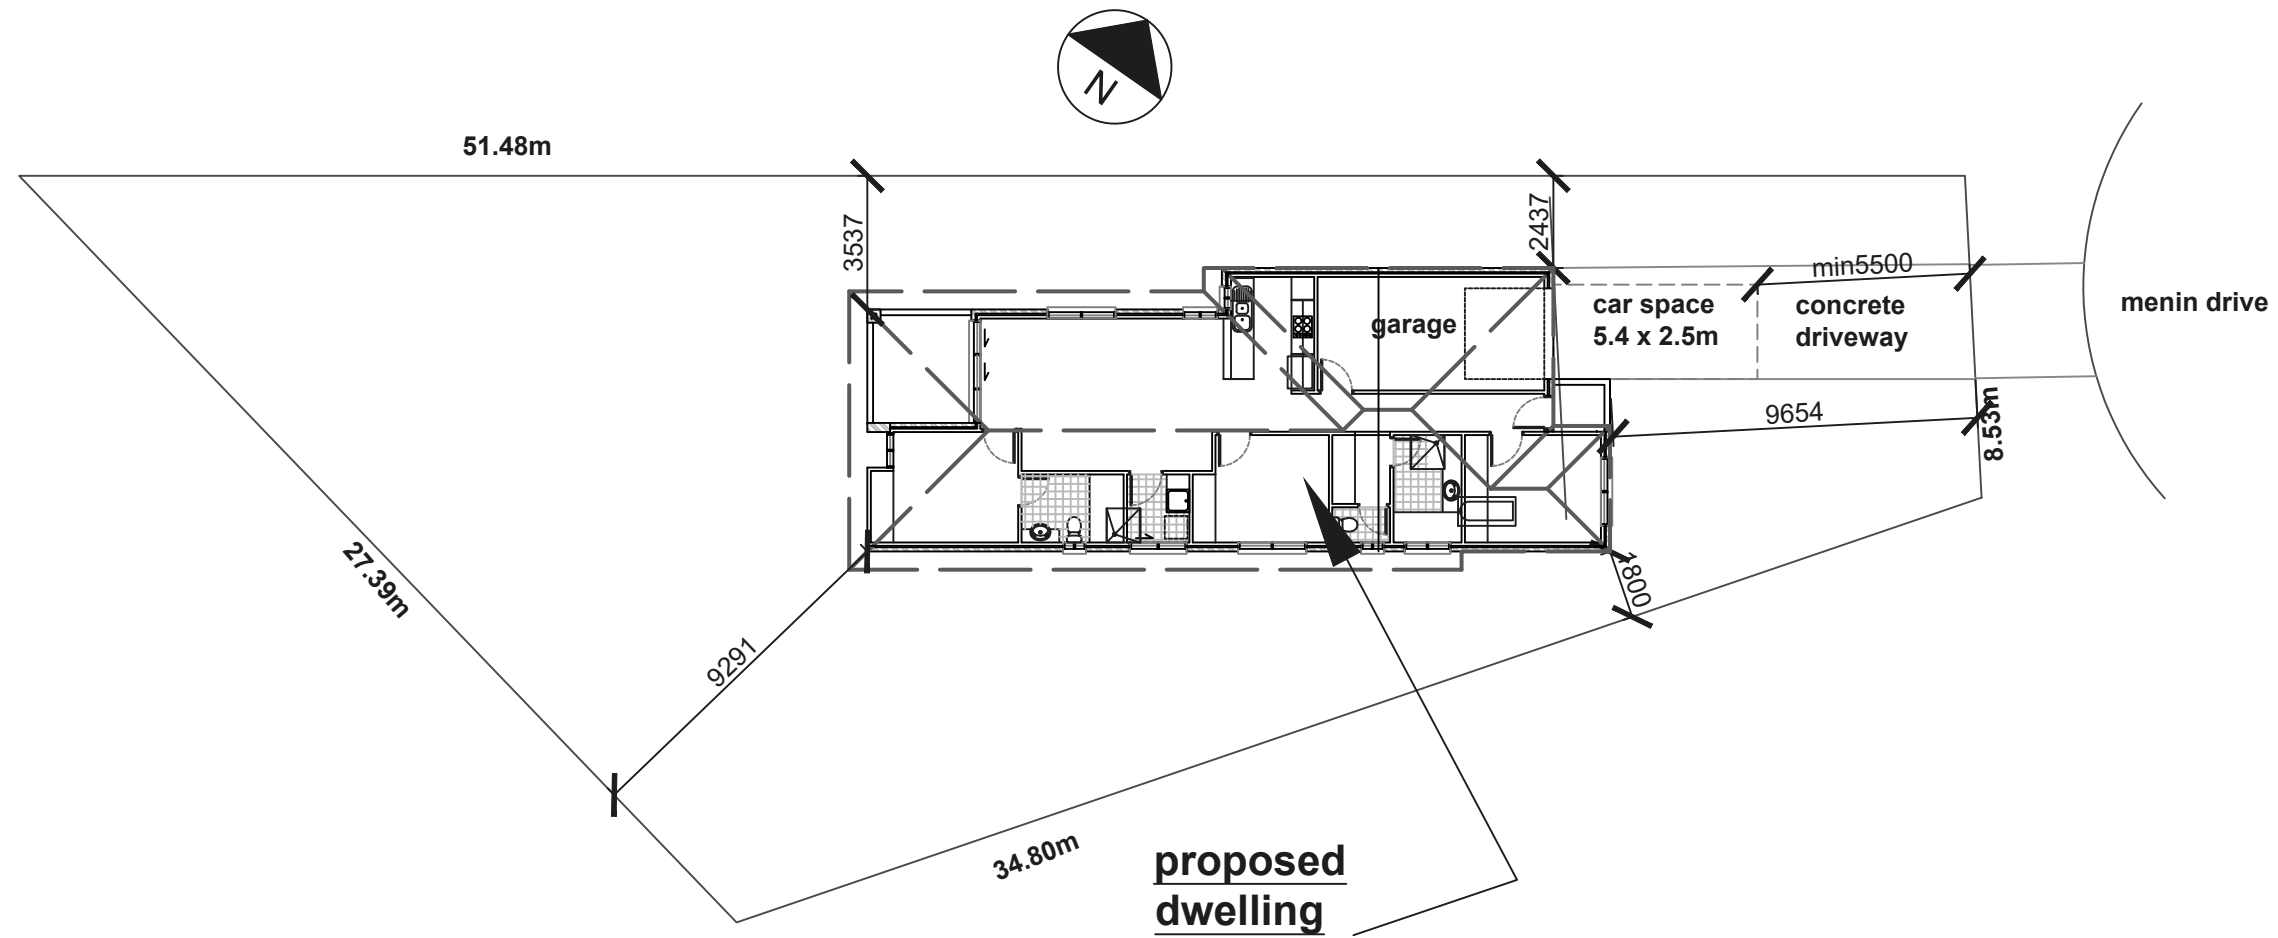 N
51.48m
3537
2437
min5500
car space
5.4 x 2.5m
concrete
driveway
menin drive
garage
9654
8.53m
27.39m
9291
1800
34.80m
proposed
dwelling